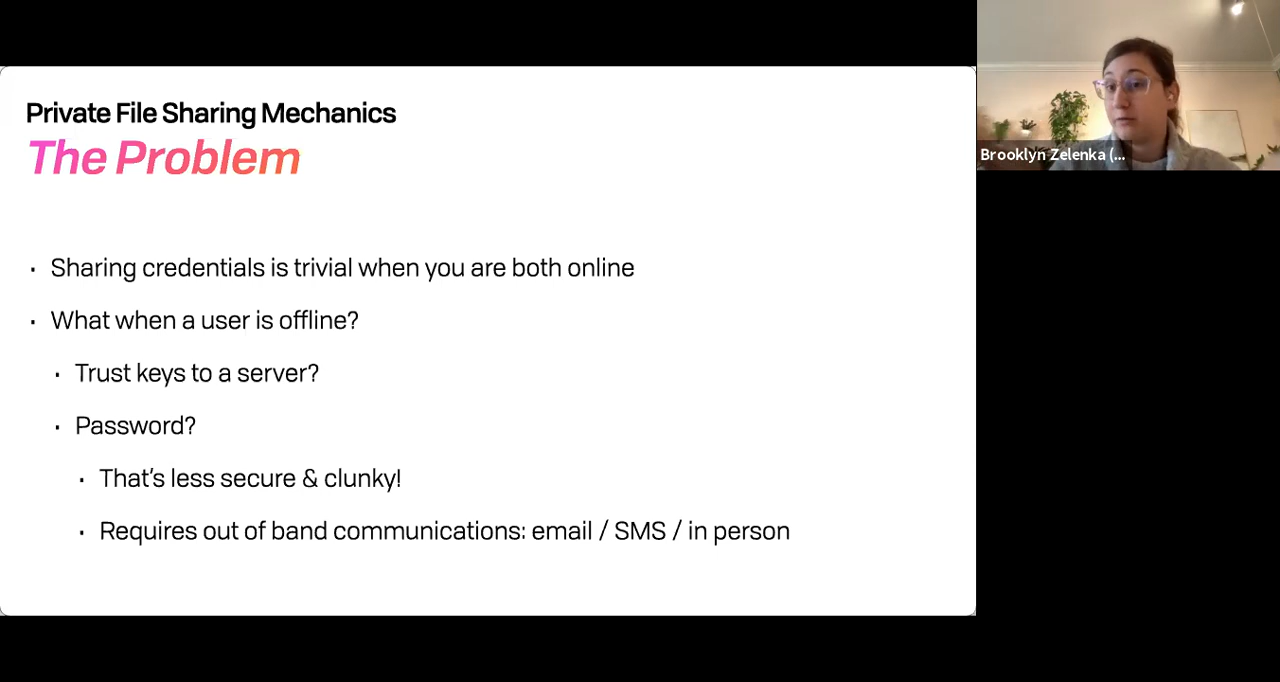 Private File Sharing Mechanics
The Problem
· Sharing credentials is trivial when you are both online
· What when a user is offline?
· Trust keys to a server?
· Password?
· That's less secure & clunky!
· Requires out of band communications: email / SMS / in person
Brooklyn Zelenka (...